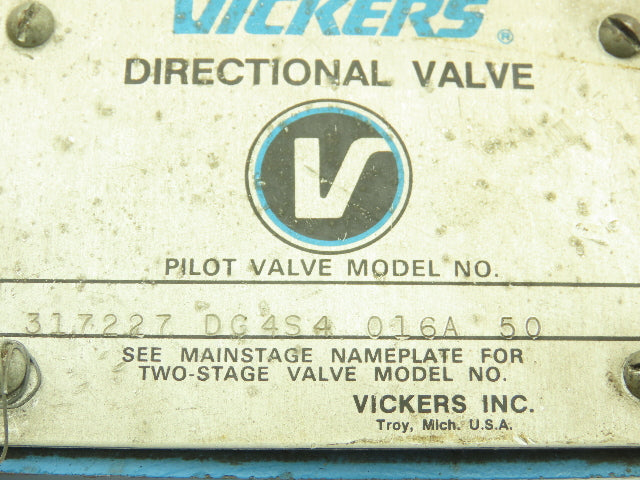 VICKERS®
DIRECTIONAL VALVE
V
PILOT VALVE MODEL NO.
317227 DG4S4 016A 50
SEE MAINSTAGE NAMEPLATE FOR
TWO-STAGE VALVE MODEL NO.
VICKERS INC.
Troy, Mich. U.S.A.